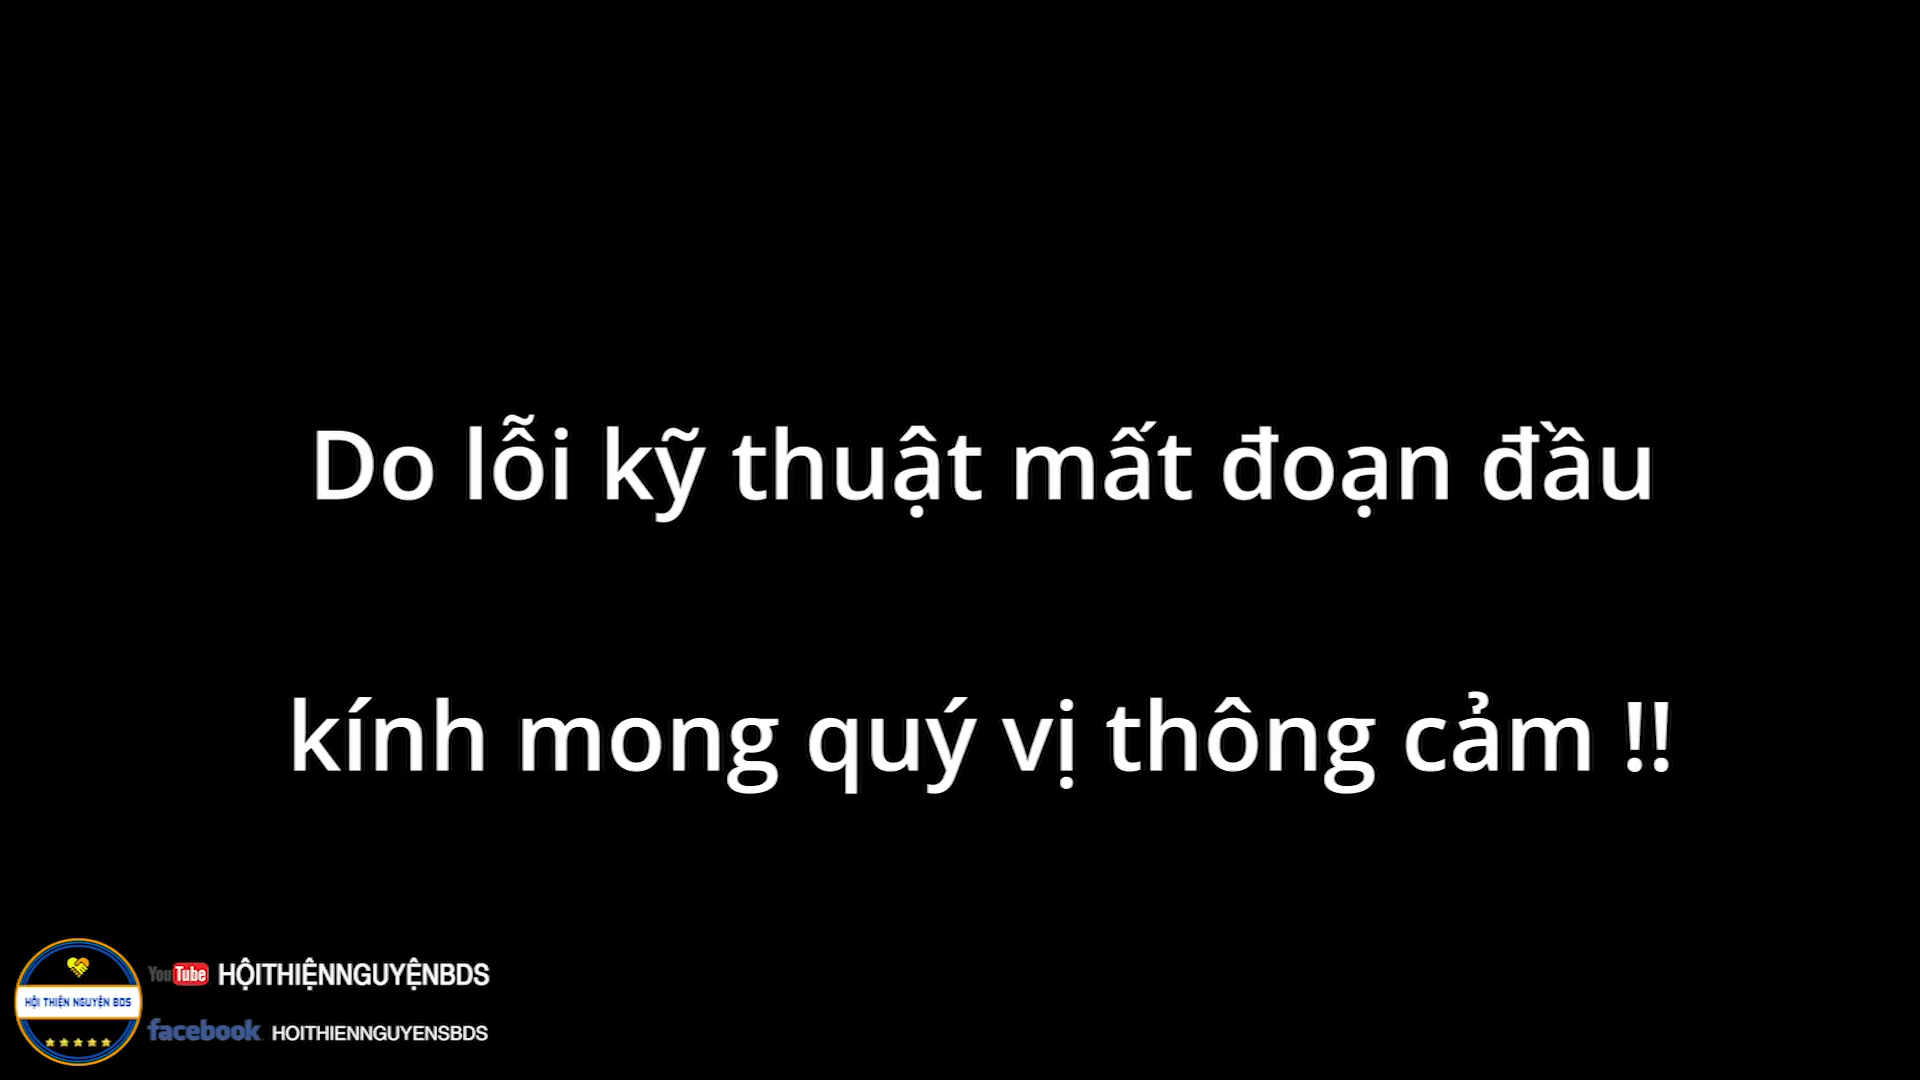 Do lỗi kỹ thuật mất đoạn đầu
kính mong quý vị thông cảm !!
HỘI THIỆN NGUYỆN BDS
YouTube HỘITHIỆNNGUYỆNBDS
facebook HOITHIENNGUYENSBDS